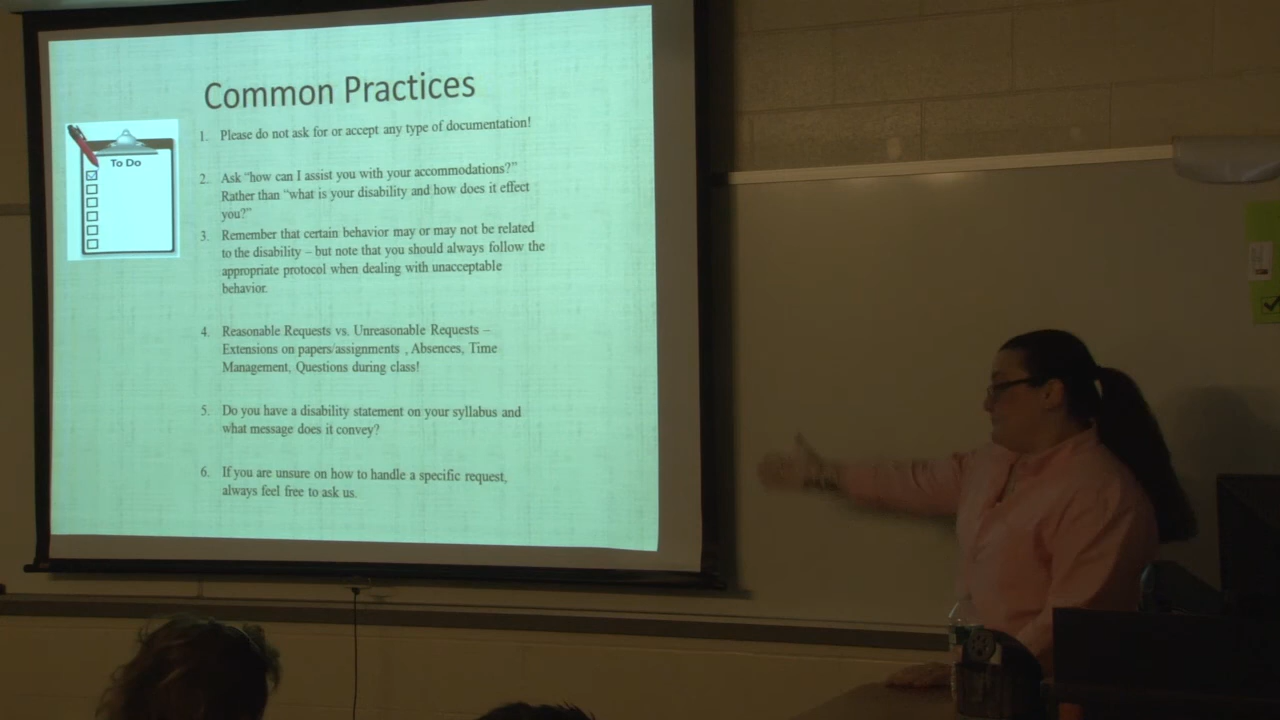 Common Practices
To Do
1. Please do not ask for or accept any type of documentation!
2. Ask “how can I assist you with your accommodations?”
Rather than “what is your disability and how does it effect
you?”
3. Remember that certain behavior may or may not be related
to the disability – but note that you should always follow the
appropriate protocol when dealing with unacceptable
behavior.
4. Reasonable Requests vs. Unreasonable Requests –
Extensions on papers/assignments , Absences, Time
Management, Questions during class!
5. Do you have a disability statement on your syllabus and
what message does it convey?
6. If you are unsure on how to handle a specific request,
always feel free to ask us.